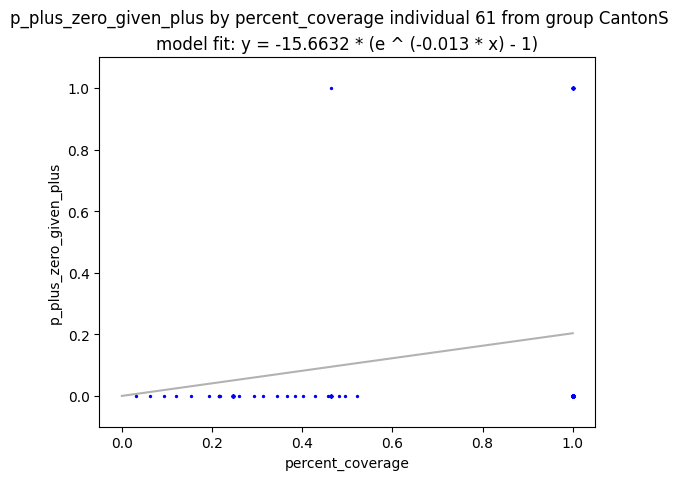 p_plus_zero_given_plus by percent_coverage individual 61 from group CantonS
model fit: y = -15.6632 * (e ^ (-0.013 * x) - 1)
1.0
0.8
0.6
0.4
0.2
0.0
p_plus_zero_given_plus
0.0 0.2 0.4 0.6 0.8 1.0
percent_coverage